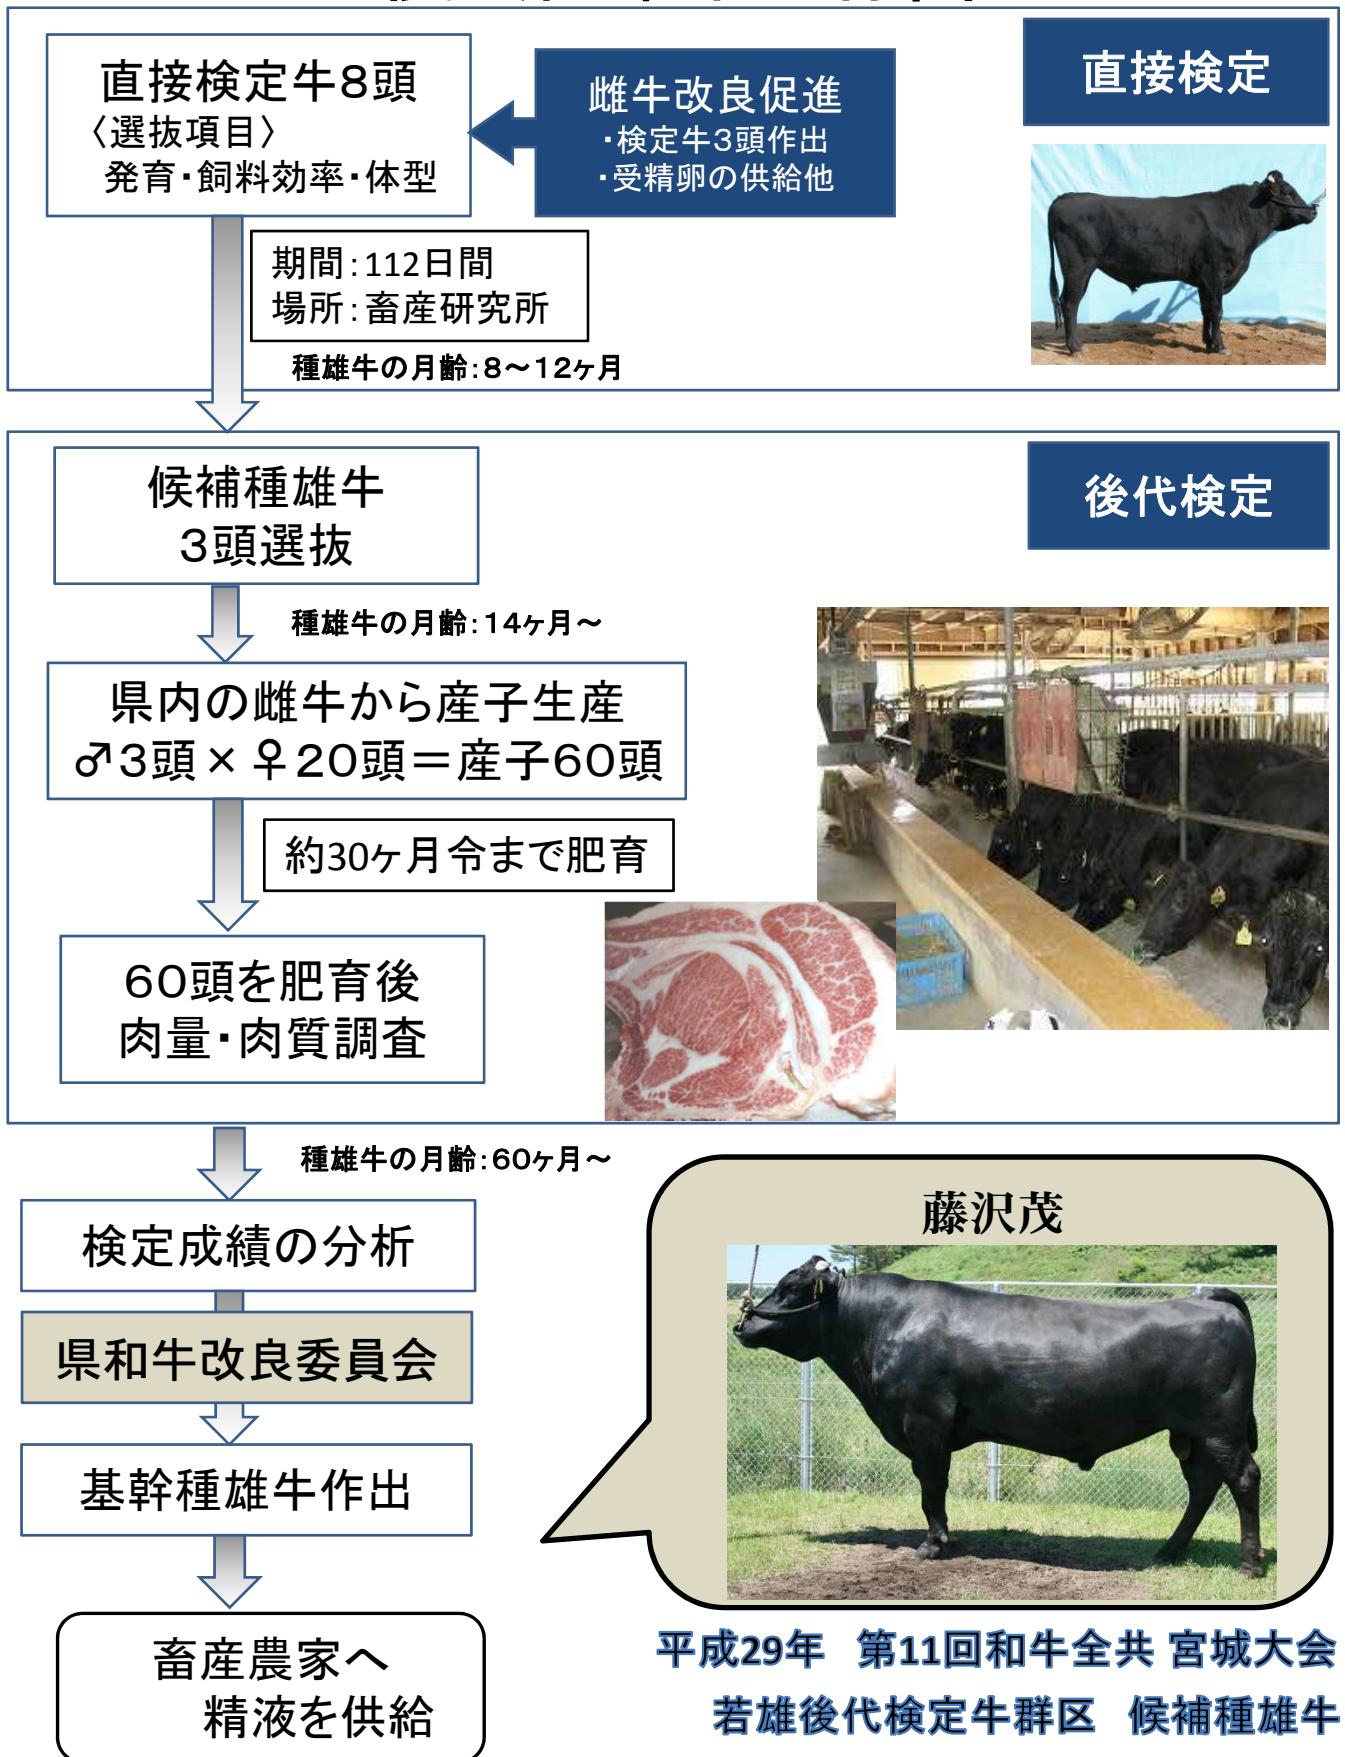 直接検定牛8頭
〈選抜項目〉
発育・飼料効率・体型
雌牛改良促進
・検定牛3頭作出
・受精卵の供給他
直接検定
期間：112日間
場所：畜産研究所
種雄牛の月齢：8～12ヶ月
候補種雄牛
3頭選抜
後代検定
種雄牛の月齢：14ヶ月～
県内の雌牛から産子生産
♂3頭×♀20頭＝産子60頭
約30ヶ月令まで肥育
60頭を肥育後
肉量・肉質調査
種雄牛の月齢：60ヶ月～
検定成績の分析
県和牛改良委員会
基幹種雄牛作出
畜産農家へ
精液を供給
藤沢茂
平成29年 第11回和牛全共 宮城大会
若雄後代検定牛群区 候補種雄牛